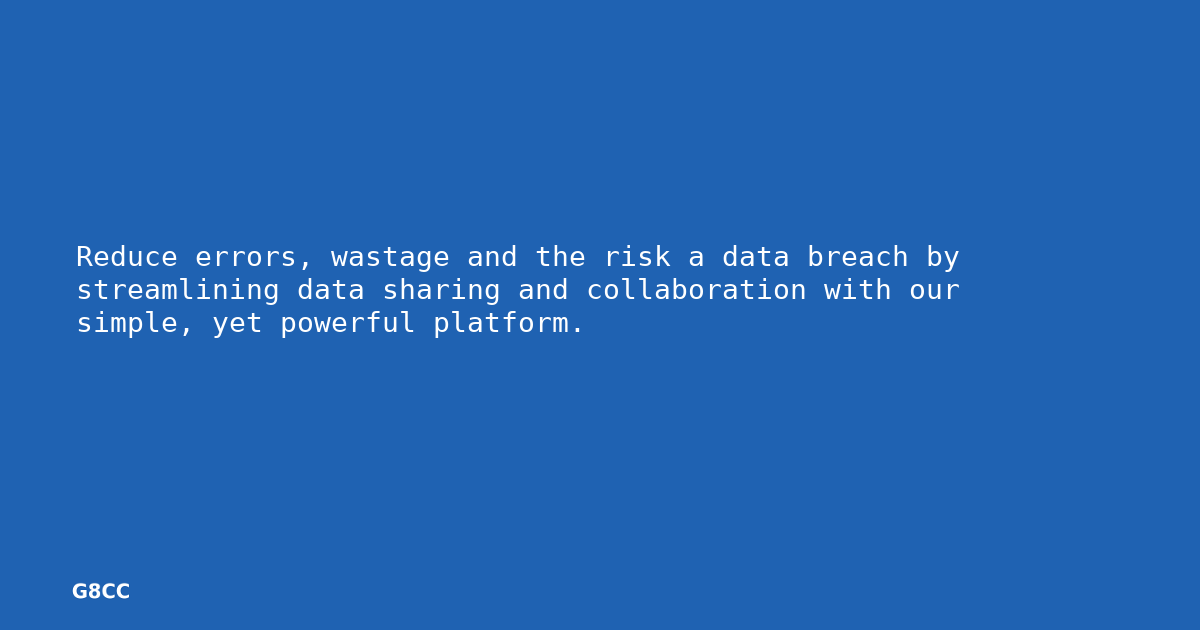 Reduce errors, wastage and the risk a data breach by
streamlining data sharing and collaboration with our
simple, yet powerful platform.
G8CC